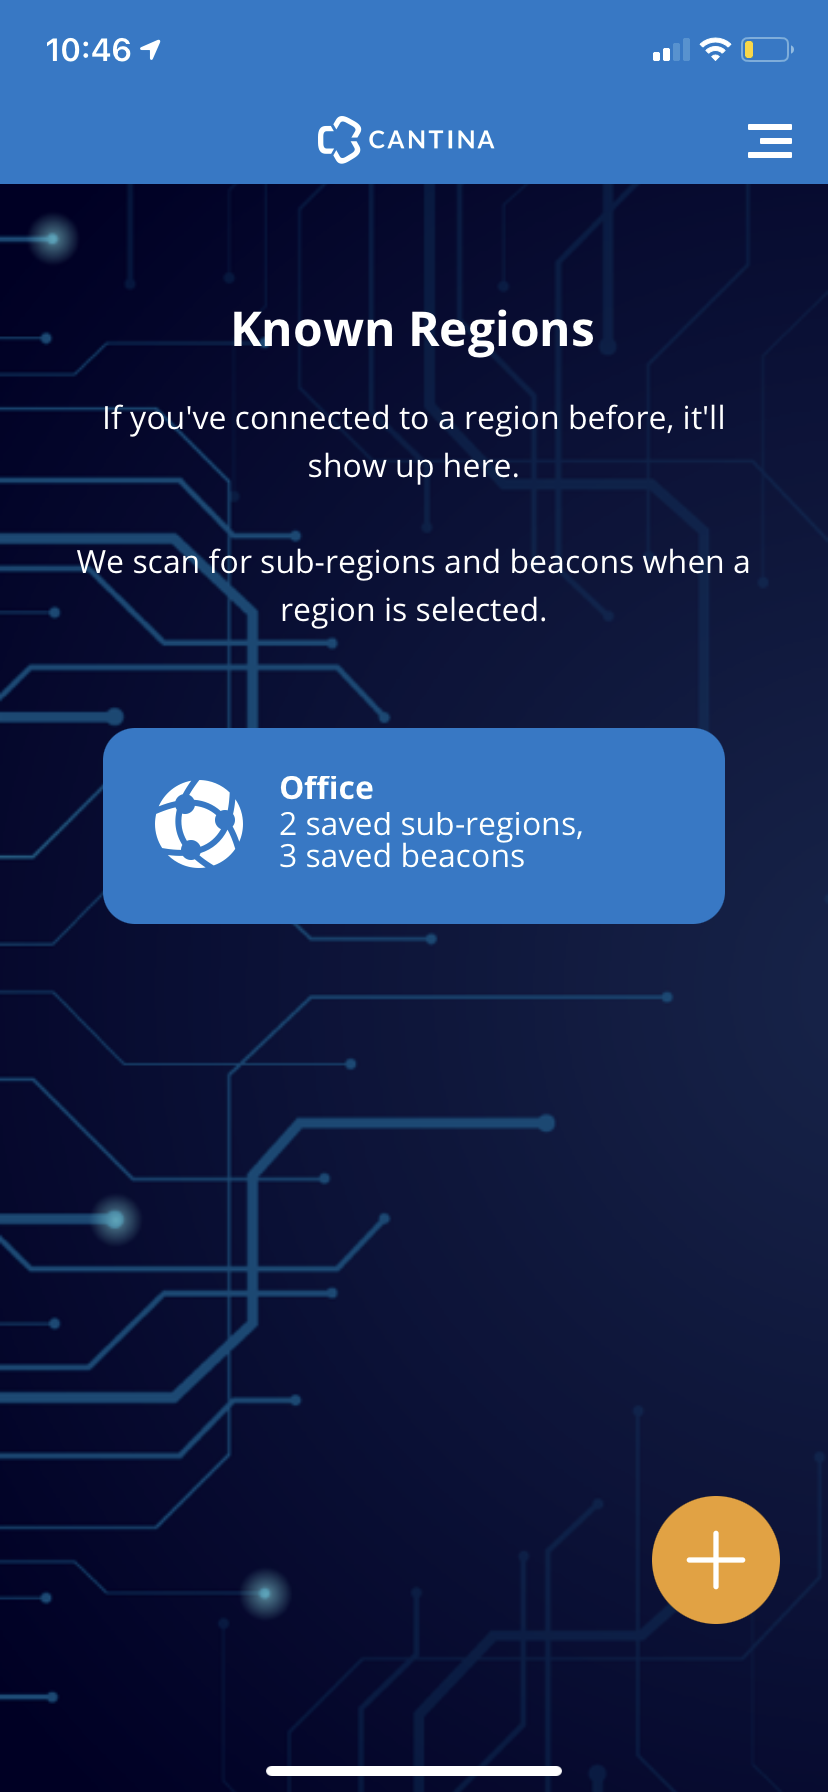 10:46
CANTINA
Known Regions
If you've connected to a region before, it'll
show up here.
We scan for sub-regions and beacons when a
region is selected.
Office
2 saved sub-regions,
3 saved beacons